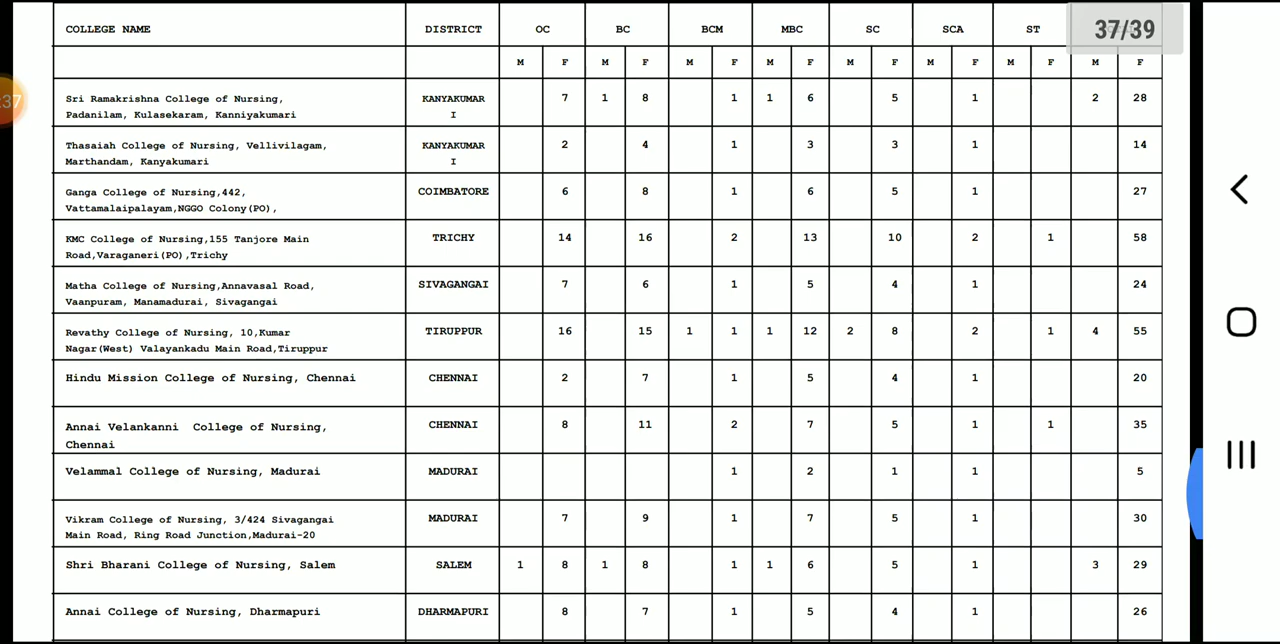 COLLEGE NAME DISTRICT OC BC BCM MBC SC SCA ST 37/39
M F M F M F M F M F M F M F M F
Sri Ramakrishna College of Nursing, KANYAKUMAR 7 1 8 1 1 6 5 1 2 28
Padanilam, Kulasekaram, Kanniyakumari I
Thasaiah College of Nursing, Vellivilagam, KANYAKUMAR 2 4 1 3 3 1 14
Marthandam, Kanyakumari I
Ganga College of Nursing,442, COIMBATORE 6 8 1 6 5 1 27
Vattamalaipalayam,NGGO Colony(PO),
KMC College of Nursing,155 Tanjore Main TRICHY 14 16 2 13 10 2 1 58
Road,Varaganeri(PO),Trichy
Matha College of Nursing,Annavasal Road, SIVAGANGAI 7 6 1 5 4 1 24
Vaanpuram, Manamadurai, Sivagangai
Revathy College of Nursing, 10,Kumar TIRUPPUR 16 15 1 1 1 12 2 8 2 1 4 55
Nagar(West) Valayankadu Main Road,Tiruppur
Hindu Mission College of Nursing, Chennai CHENNAI 2 7 1 5 4 1 20
Annai Velankanni College of Nursing, CHENNAI 8 11 2 7 5 1 1 35
Chennai
Velammal College of Nursing, Madurai MADURAI 1 2 1 1 5
Vikram College of Nursing, 3/424 Sivagangai MADURAI 7 9 1 7 5 1 30
Main Road, Ring Road Junction,Madurai-20
Shri Bharani College of Nursing, Salem SALEM 1 8 1 8 1 1 6 5 1 3 29
Annai College of Nursing, Dharmapuri DHARMAPURI 8 7 1 5 4 1 26
:37